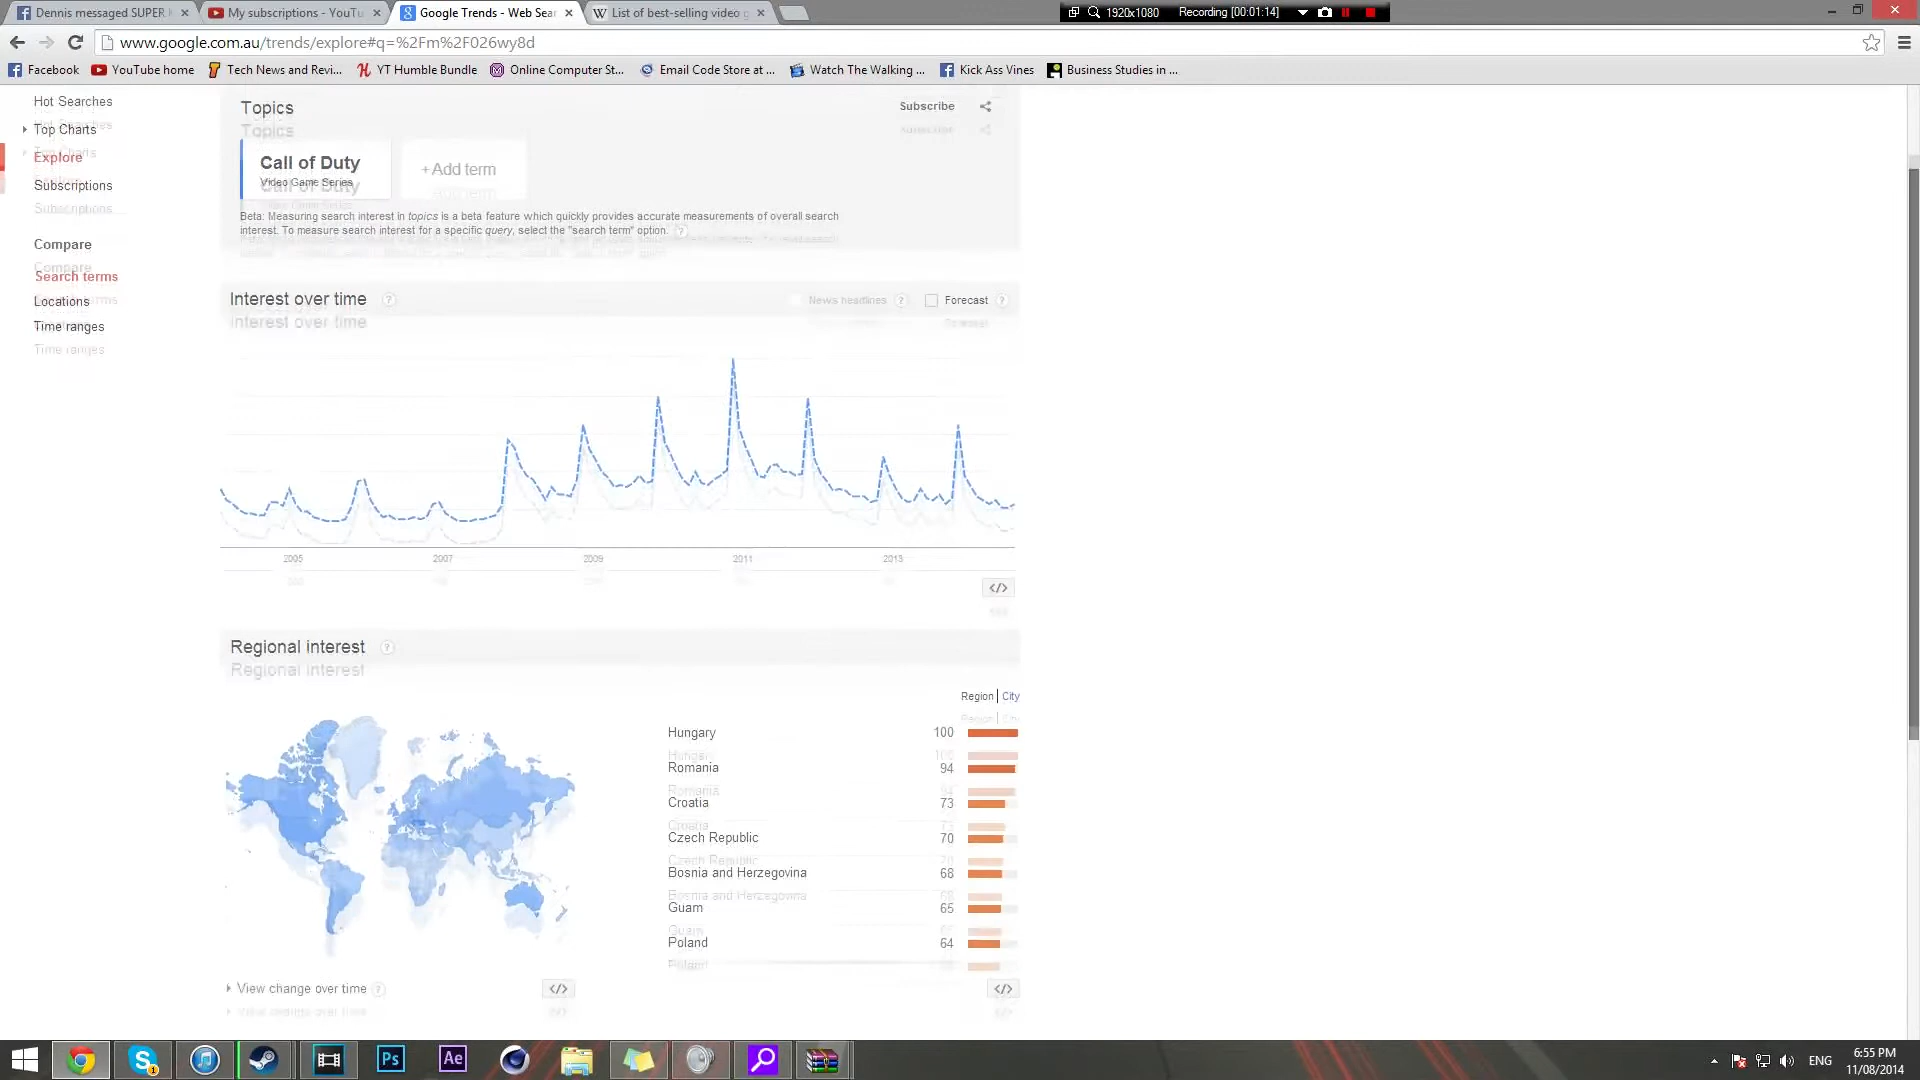 Dennis messaged SUPER
My subscriptions - YouTu
Google Trends - Web Sear
List of best-selling video g
1920x1080
Recording [00:01:14]
www.google.com.au/trends/explore#q=%2Fm%2F026wy8d
Facebook
YouTube home
Tech News and Revi...
YT Humble Bundle
Online Computer St...
Email Code Store at ...
Watch The Walking ...
Kick Ass Vines
Business Studies in ...
Hot Searches
Top Charts
Explore
Subscriptions
Compare
Search terms
Locations
Time ranges
Topics
Subscribe
Call of Duty
Video Game Series
+Add term
Beta: Measuring search interest in topics is a beta feature which quickly provides accurate measurements of overall search
interest. To measure search interest for a specific query, select the "search term" option. ?
Interest over time ?
News headlines ?
Forecast ?
2005 2007 2009 2011 2013
</>
Regional interest ?
Region | City
Hungary 100
Romania 94
Croatia 73
Czech Republic 70
Bosnia and Herzegovina 68
Guam 65
Poland 64
View change over time ?
</>
</>
Ps
Ae
ENG
6:55 PM
11/08/2014